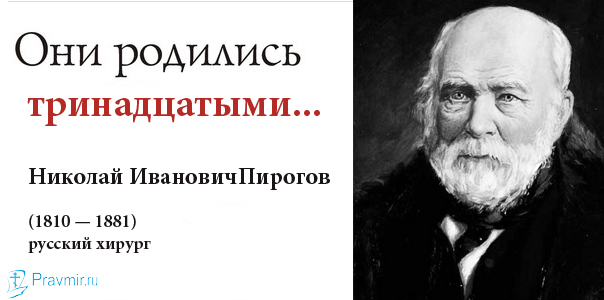 Они родились
тринадцатыми...
Николай ИвановичПирогов
(1810 — 1881)
русский хирург
Pravmir.ru